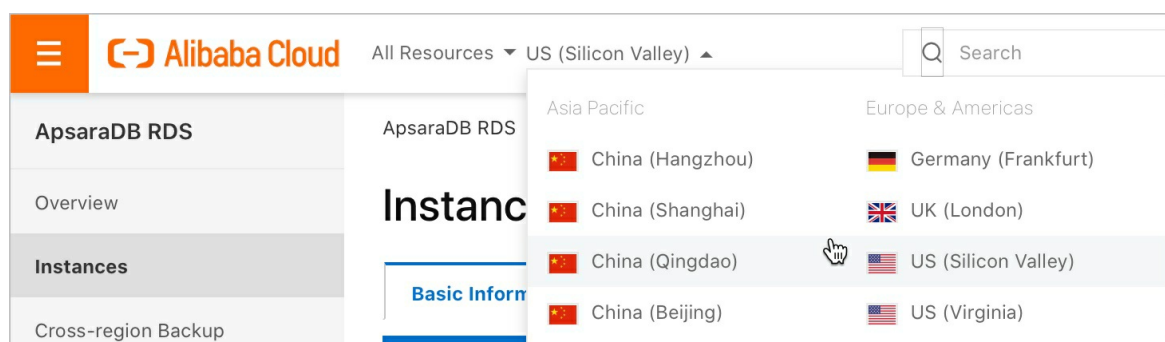 Alibaba Cloud
All Resources
US (Silicon Valley)
Search
ApsaraDB RDS
Overview
Instances
Cross-region Backup
ApsaraDB RDS
Instanc
Basic Inform
Asia Pacific
China (Hangzhou)
China (Shanghai)
China (Qingdao)
China (Beijing)
Europe & Americas
Germany (Frankfurt)
UK (London)
US (Silicon Valley)
US (Virginia)